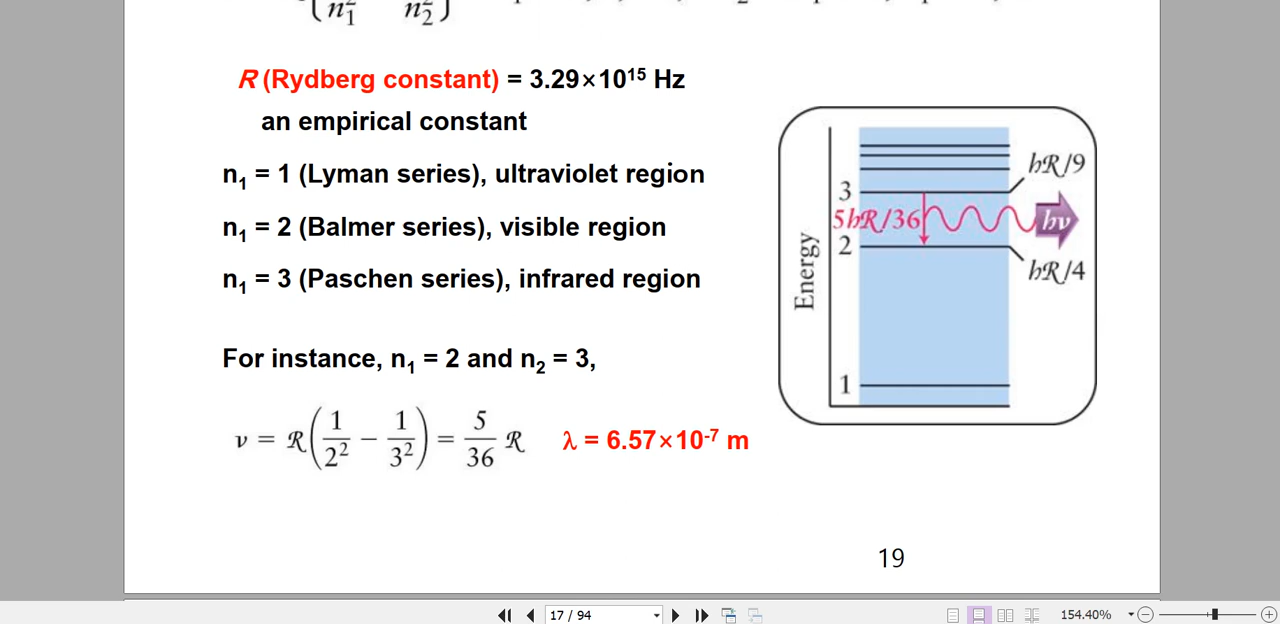 n₁² n₂²
R (Rydberg constant) = 3.29×10¹⁵ Hz
an empirical constant
n₁ = 1 (Lyman series), ultraviolet region
n₁ = 2 (Balmer series), visible region
n₁ = 3 (Paschen series), infrared region
For instance, n₁ = 2 and n₂ = 3,
ν = ℛ(1/2² − 1/3²) = 5/36 ℛ λ = 6.57×10⁻⁷ m
Energy
3
2
1
hℛ/9
5hℛ/36
hν
hℛ/4
19
17 / 94
154.40%